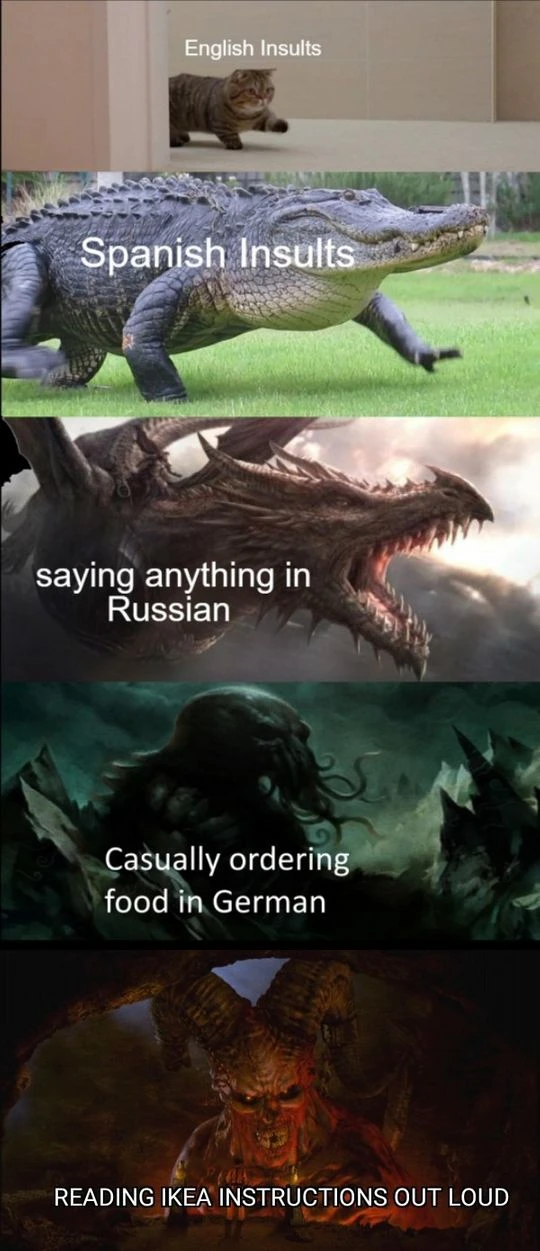 English Insults
Spanish Insults
saying anything in
Russian
Casually ordering
food in German
READING IKEA INSTRUCTIONS OUT LOUD